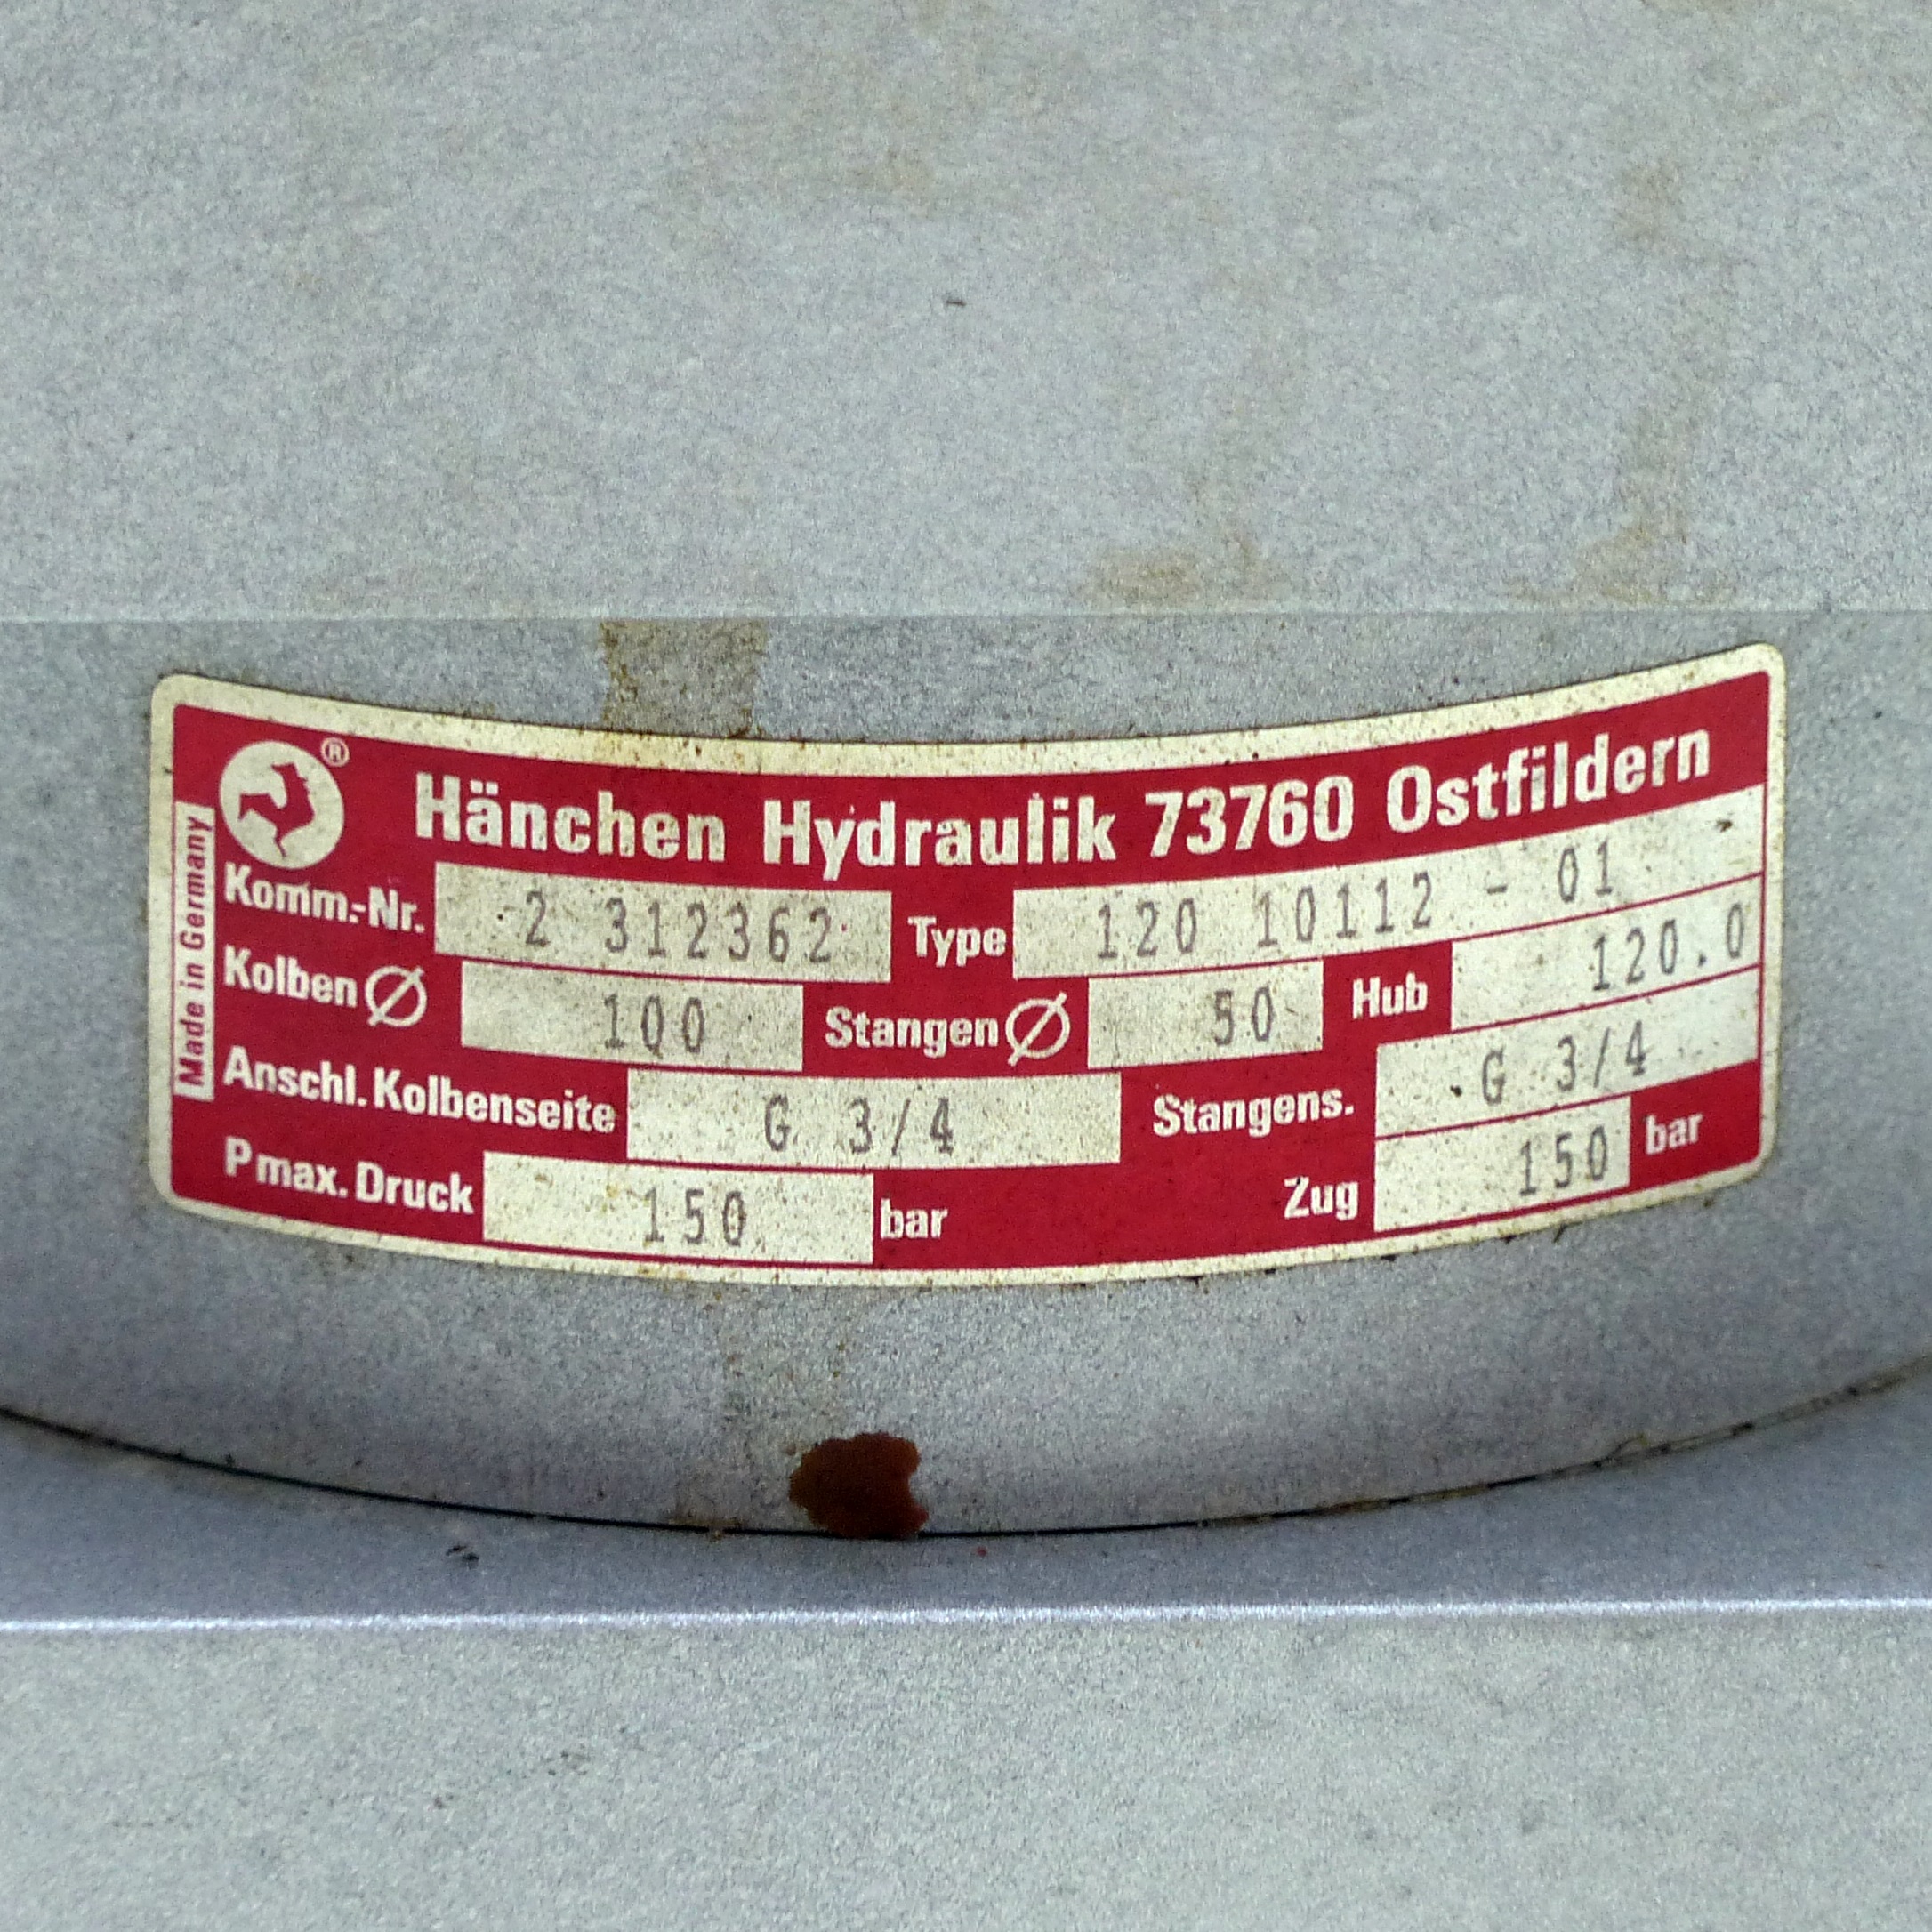 ®
Hänchen Hydraulik 73760 Ostfildern
Made in Germany
Komm.-Nr. 2 312362 Type 120 10112 - 01
Kolben Ø 100 Stangen Ø 50 Hub 120.0
Anschl. Kolbenseite G 3/4 Stangens. G 3/4
P max. Druck 150 bar Zug 150 bar